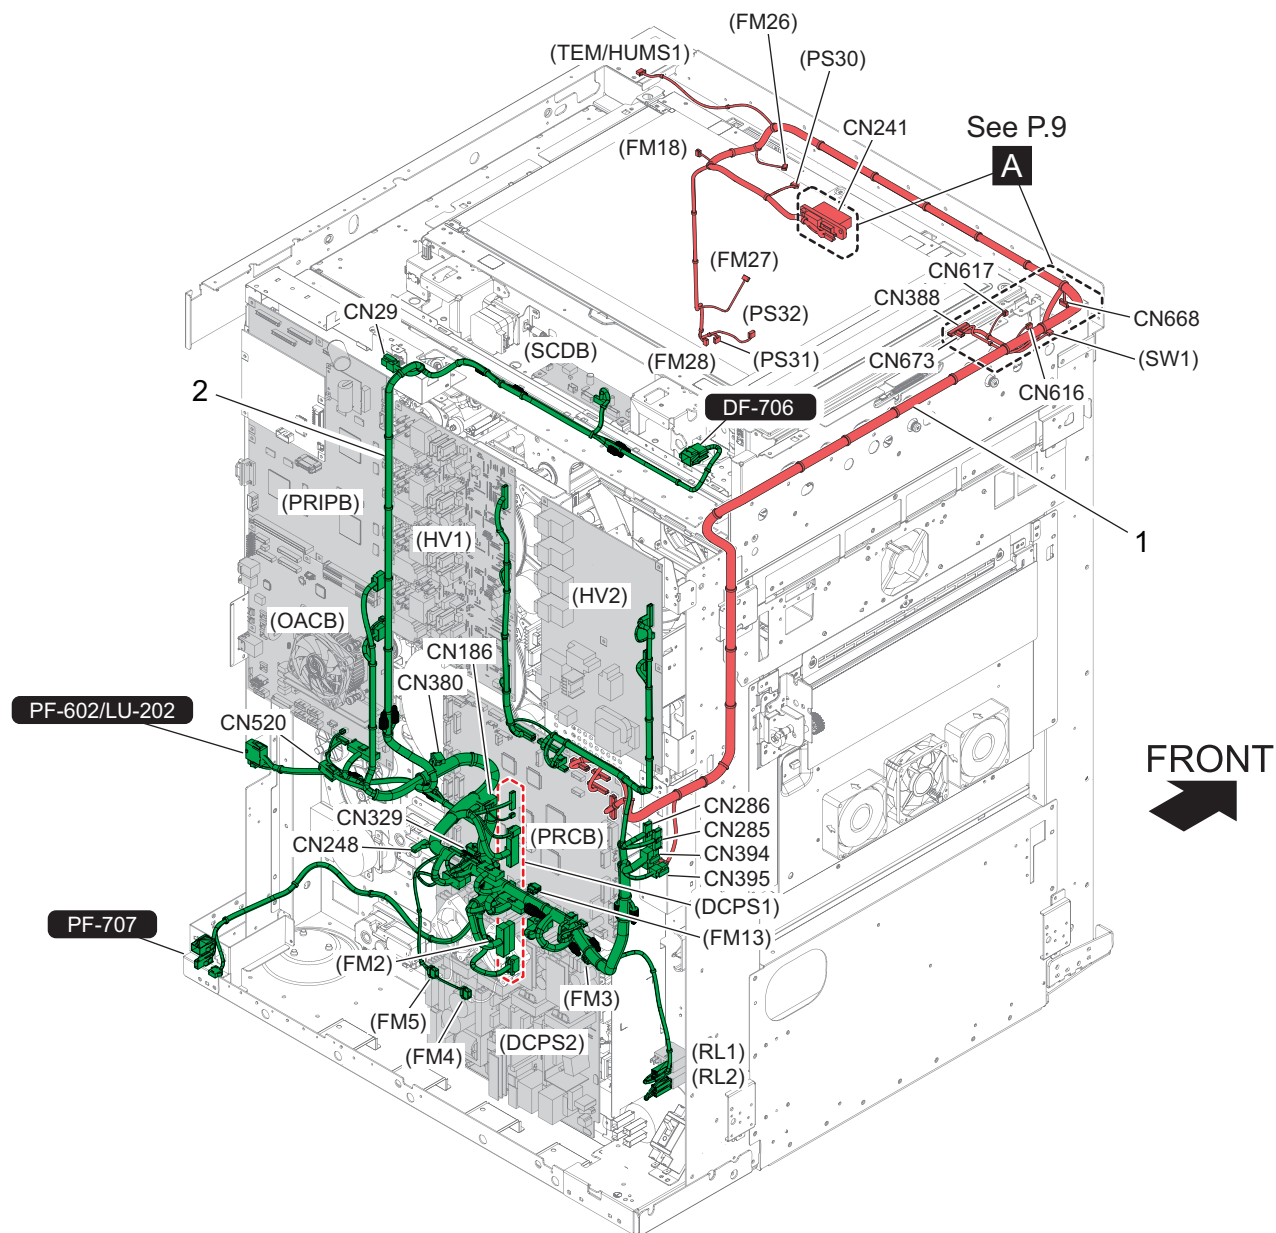 (FM26)
(TEM/HUMS1)
(PS30)
CN241
See P.9
A
(FM18)
(FM27)
CN617
CN388
(PS32)
CN29
CN668
(SCDB)
(FM28)
(PS31)
CN673
(SW1)
CN616
2
DF-706
(PRIPB)
(HV1)
1
(HV2)
(OACB)
CN186
CN380
PF-602/LU-202
CN520
FRONT
CN286
CN329
(PRCB)
CN285
CN248
CN394
CN395
(DCPS1)
PF-707
(FM13)
(FM2)
(FM3)
(FM5)
(FM4)
(DCPS2)
(RL1)
(RL2)